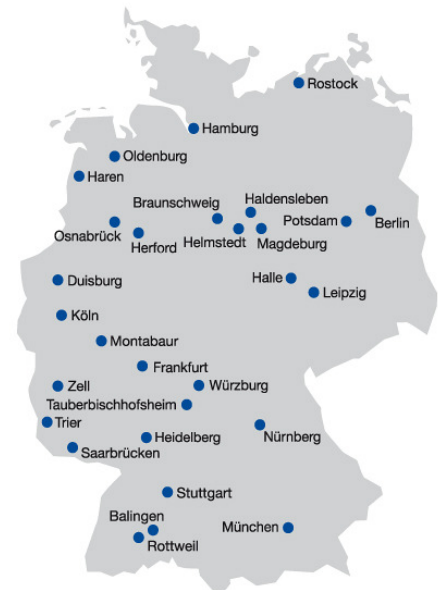 Rostock
Hamburg
Oldenburg
Haren
Braunschweig
Haldensleben
Potsdam
Berlin
Osnabrück
Herford
Helmstedt
Magdeburg
Duisburg
Halle
Leipzig
Köln
Montabaur
Frankfurt
Zell
Würzburg
Tauberbischofsheim
Trier
Heidelberg
Nürnberg
Saarbrücken
Stuttgart
Balingen
München
Rottweil